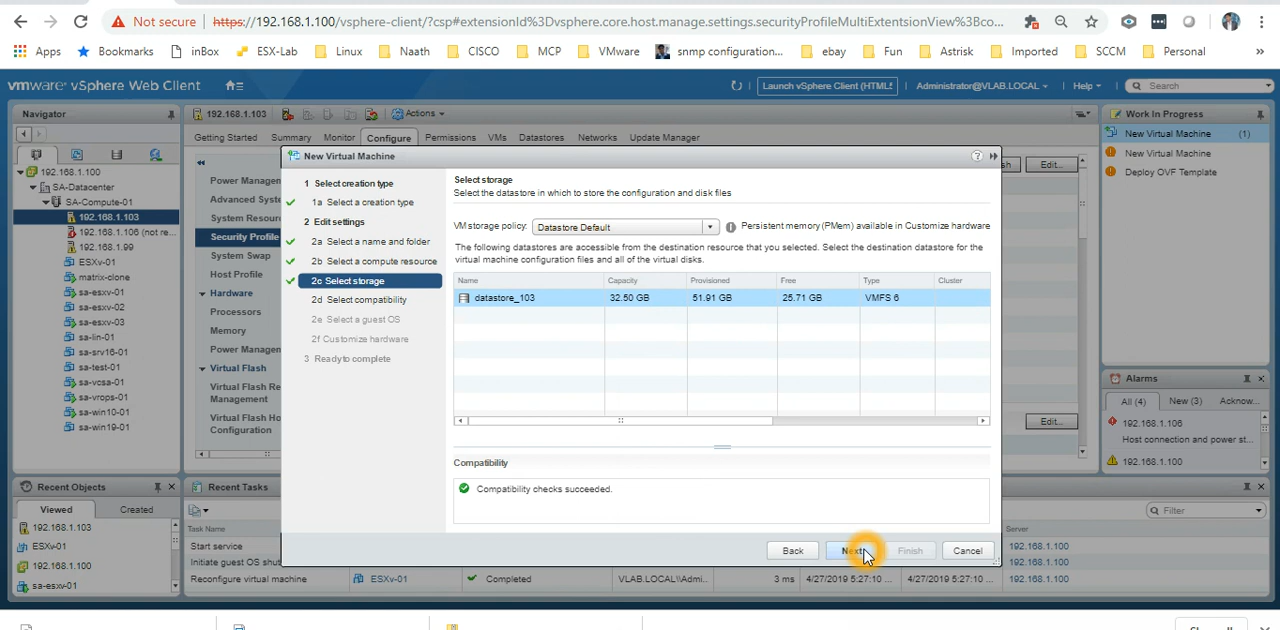 Not secure | https://192.168.1.100/vsphere-client/?csp#extensionId%3Dvsphere.core.host.manage.settings.securityProfileMultiExtentsionView%3Bco...
Apps Bookmarks inBox ESX-Lab Linux Naath CISCO MCP VMware snmp configuration... ebay Fun Astrisk Imported SCCM Personal »
vmware® vSphere Web Client Launch vSphere Client (HTML5 Administrator@VLAB.LOCAL Help Search
Navigator
192.168.1.100
SA-Datacenter
SA-Compute-01
192.168.1.103
192.168.1.106 (not re...
192.168.1.99
ESXv-01
matrix-clone
sa-esxv-01
sa-esxv-02
sa-esxv-03
sa-lin-01
sa-srv16-01
sa-test-01
sa-vcsa-01
sa-vrops-01
sa-win10-01
sa-win19-01
192.168.1.103 Actions
Getting Started Summary Monitor Configure Permissions VMs Datastores Networks Update Manager
Power Managen
Advanced Syste
System Resour
Security Profile
System Swap
Host Profile
Hardware
Processors
Memory
Power Managen
Virtual Flash
Virtual Flash Re
Management
Virtual Flash Ho
Configuration
sh Edit...
Edit...
New Virtual Machine
1 Select creation type
1a Select a creation type
2 Edit settings
2a Select a name and folder
2b Select a compute resource
2c Select storage
2d Select compatibility
2e Select a guest OS
2f Customize hardware
3 Ready to complete
Select storage
Select the datastore in which to store the configuration and disk files
VM storage policy: Datastore Default Persistent memory (PMem) available in Customize hardware
The following datastores are accessible from the destination resource that you selected. Select the destination datastore for the
virtual machine configuration files and all of the virtual disks.
Name Capacity Provisioned Free Type Cluster
datastore_103 32.50 GB 51.91 GB 25.71 GB VMFS 6
Compatibility
Compatibility checks succeeded.
Back Next Finish Cancel
Work In Progress
New Virtual Machine (1)
New Virtual Machine
Deploy OVF Template
Alarms
All (4) New (3) Acknow...
192.168.1.106
Host connection and power st...
192.168.1.100
Recent Objects
Viewed Created
192.168.1.103
ESXv-01
192.168.1.100
sa-esxv-01
Recent Tasks
Filter
Task Name Server
Start service 192.168.1.100
Initiate guest OS shut 192.168.1.100
Reconfigure virtual machine ESXv-01 Completed VLAB.LOCAL\Admi... 3 ms 4/27/2019 5:27:10 ... 4/27/2019 5:27:10 ... 192.168.1.100